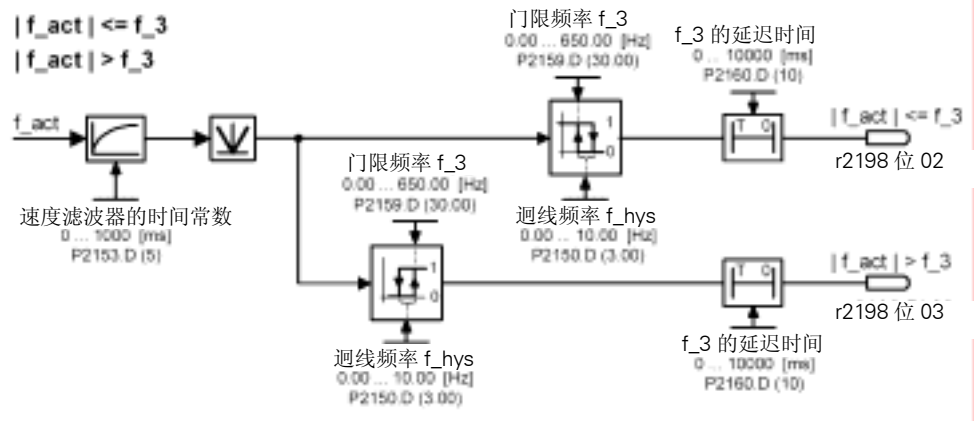 | f_act | <= f_3
| f_act | > f_3
门限频率 f_3
0.00 ... 650.00 [Hz]
P2159.D (30.00)
f_3 的延迟时间
0 ... 10000 [ms]
P2160.D (10)
f_act
1
0
T 0
| f_act | <= f_3
r2198 位 02
门限频率 f_3
0.00 ... 650.00 [Hz]
P2159.D (30.00)
速度滤波器的时间常数
0 ... 1000 [ms]
P2153.D (5)
迥线频率 f_hys
0.00 ... 10.00 [Hz]
P2150.D (3.00)
1
0
T 0
| f_act | > f_3
r2198 位 03
迥线频率 f_hys
0.00 ... 10.00 [Hz]
P2150.D (3.00)
f_3 的延迟时间
0 ... 10000 [ms]
P2160.D (10)